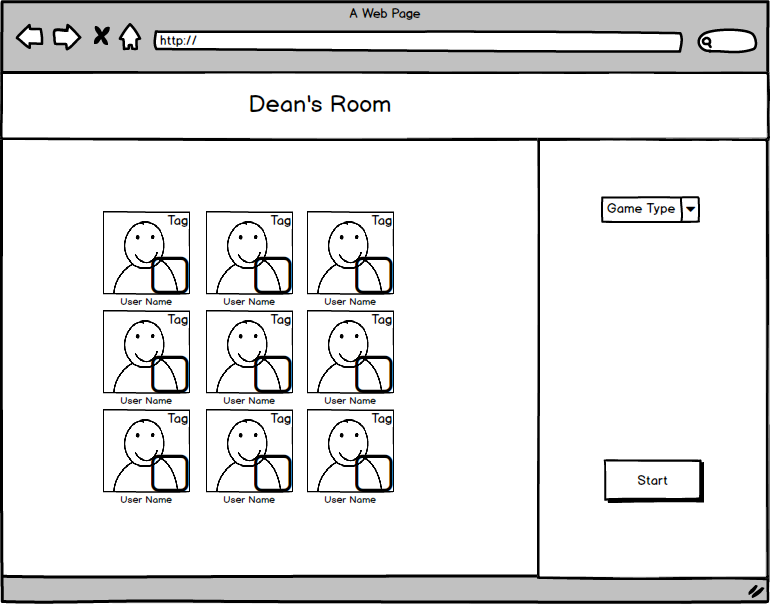 A Web Page
http://
Dean's Room
Game Type
Tag Tag Tag
User Name User Name User Name
Tag Tag Tag
User Name User Name User Name
Tag Tag Tag
User Name User Name User Name
Start